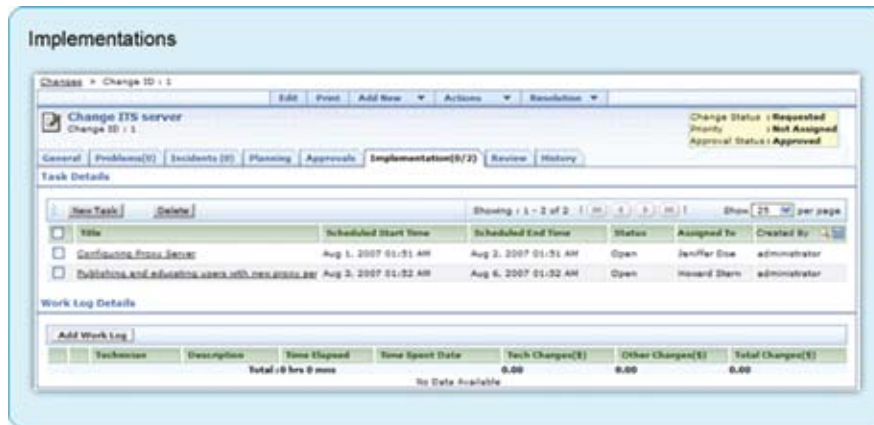 Implementations
Changes > Change ID : 1
Edit Print Add New Actions Resolution
Change ITS server
Change ID : 1
Change Status : Requested
Priority : Not Assigned
Approval Status : Approved
General Problems(0) Incidents (0) Planning Approvals Implementation(0/2) Review History
Task Details
New Task Delete Showing : 1 - 2 of 2 Show 25 per page
Title Scheduled Start Time Scheduled End Time Status Assigned To Created By
Configuring Proxy Server Aug 1, 2007 01:51 AM Aug 2, 2007 01:51 AM Open Jeniffer Doe administrator
Publishing and educating users with new proxy Aug 3, 2007 01:52 AM Aug 6, 2007 01:52 AM Open Howard Stern administrator
Work Log Details
Add Work Log
Technician Description Time Elapsed Time Spent Date Tech Charges($) Other Charges($) Total Charges($)
Total :0 hrs 0 mns 0.00 0.00 0.00
No Data Available